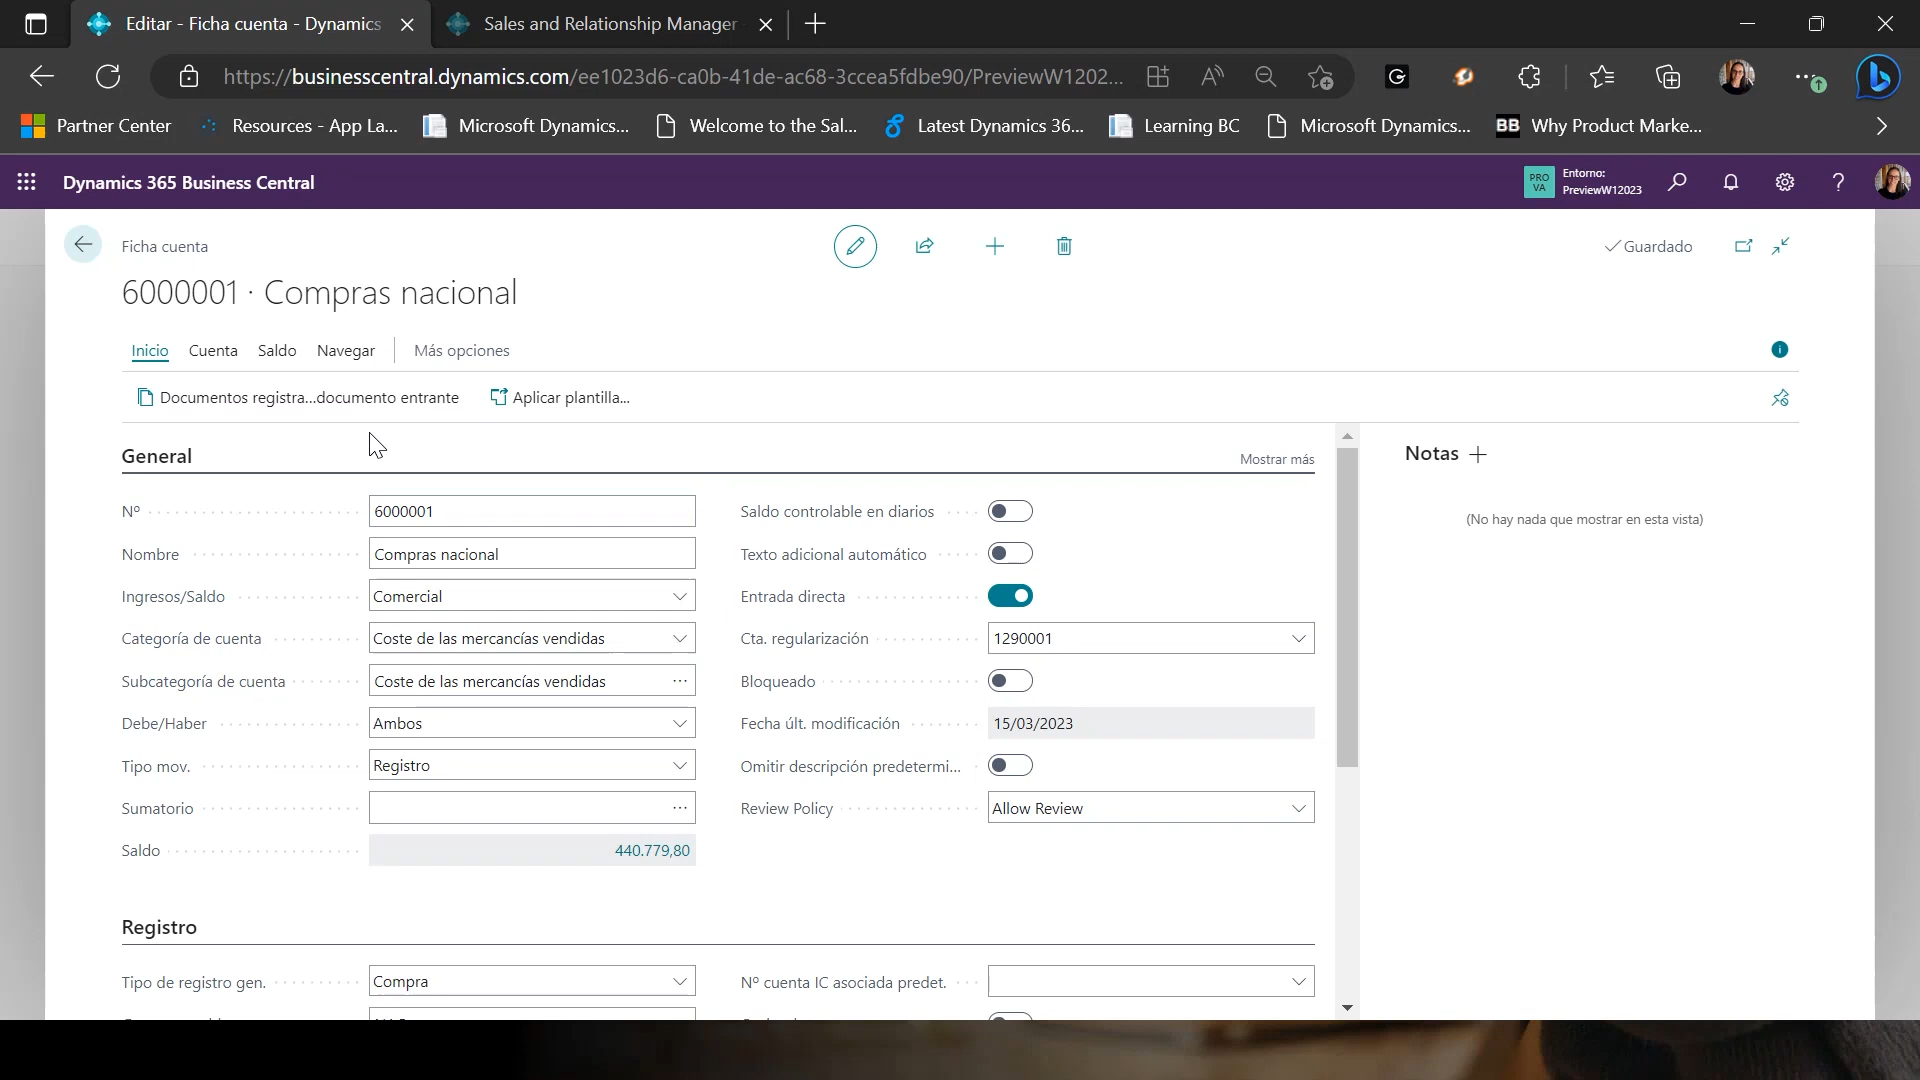 Editar - Ficha cuenta - Dynamics
Sales and Relationship Manager
https://businesscentral.dynamics.com/ee1023d6-ca0b-41de-ac68-3ccea5fdbe90/PreviewW1202...
Partner Center
Resources - App La...
Microsoft Dynamics...
Welcome to the Sal...
Latest Dynamics 36...
Learning BC
Microsoft Dynamics...
BB Why Product Marke...
Dynamics 365 Business Central
PRO
VA
Entorno:
PreviewW12023
Ficha cuenta
Guardado
6000001 · Compras nacional
Inicio Cuenta Saldo Navegar Más opciones
Documentos registra...documento entrante Aplicar plantilla...
General
Mostrar más
Notas
(No hay nada que mostrar en esta vista)
Nº 6000001 Saldo controlable en diarios
Nombre Compras nacional Texto adicional automático
Ingresos/Saldo Comercial Entrada directa
Categoría de cuenta Coste de las mercancías vendidas Cta. regularización 1290001
Subcategoría de cuenta Coste de las mercancías vendidas ... Bloqueado
Debe/Haber Ambos Fecha últ. modificación 15/03/2023
Tipo mov. Registro Omitir descripción predetermi...
Sumatorio ... Review Policy Allow Review
Saldo 440.779,80
Registro
Tipo de registro gen. Compra Nº cuenta IC asociada predet.